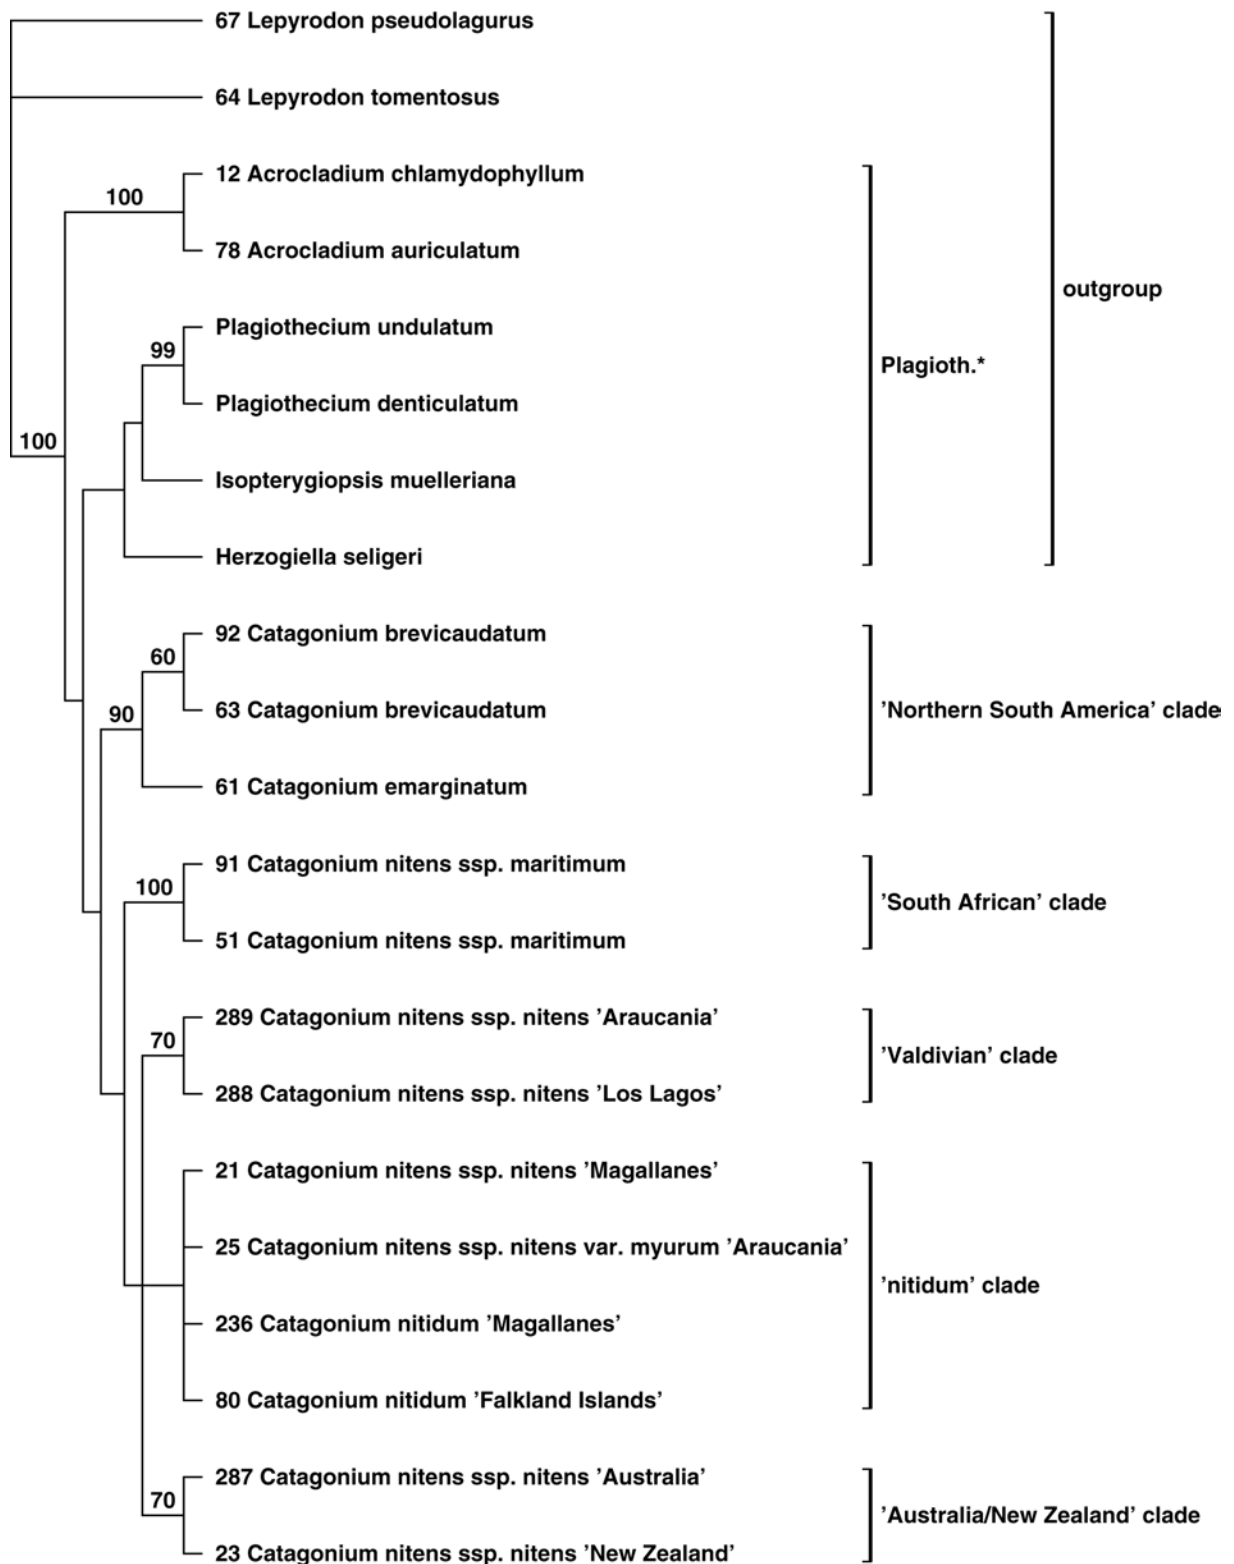 67 Lepyrodon pseudolagurus
64 Lepyrodon tomentosus
12 Acrocladium chlamydophyllum
100
78 Acrocladium auriculatum
outgroup
Plagiothecium undulatum
99
Plagioth.*
Plagiothecium denticulatum
100
Isopterygiopsis muelleriana
Herzogiella seligeri
92 Catagonium brevicaudatum
60
63 Catagonium brevicaudatum
’Northern South America’ clade
90
61 Catagonium emarginatum
91 Catagonium nitens ssp. maritimum
100
’South African’ clade
51 Catagonium nitens ssp. maritimum
289 Catagonium nitens ssp. nitens ’Araucania’
70
’Valdivian’ clade
288 Catagonium nitens ssp. nitens ’Los Lagos’
21 Catagonium nitens ssp. nitens ’Magallanes’
25 Catagonium nitens ssp. nitens var. myurum ’Araucania’
’nitidum’ clade
236 Catagonium nitidum ’Magallanes’
80 Catagonium nitidum ’Falkland Islands’
287 Catagonium nitens ssp. nitens ’Australia’
70
’Australia/New Zealand’ clade
23 Catagonium nitens ssp. nitens ’New Zealand’